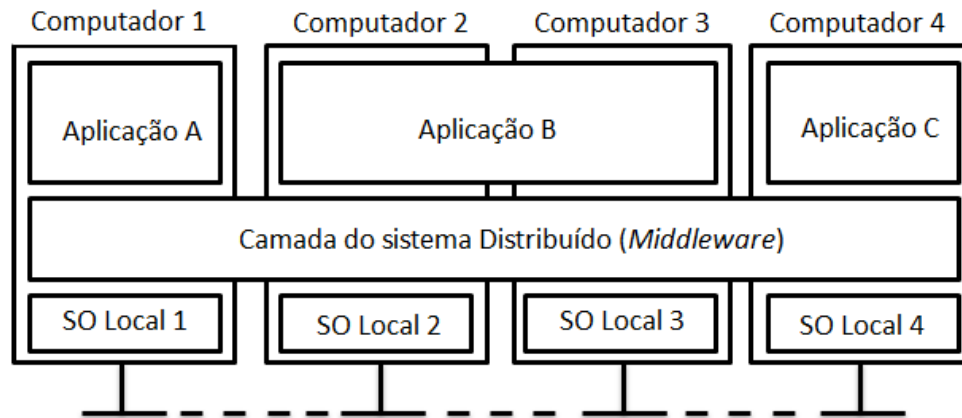 Computador 1
Computador 2
Computador 3
Computador 4
Aplicação A
Aplicação B
Aplicação C
Camada do sistema Distribuído (Middleware)
SO Local 1
SO Local 2
SO Local 3
SO Local 4